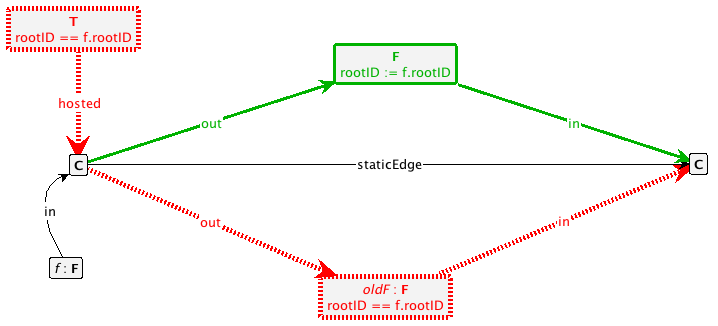 T
rootID == f.rootID
F
rootID := f.rootID
hosted
out
in
C
staticEdge
C
in
out
in
f : F
oldF : F
rootID == f.rootID